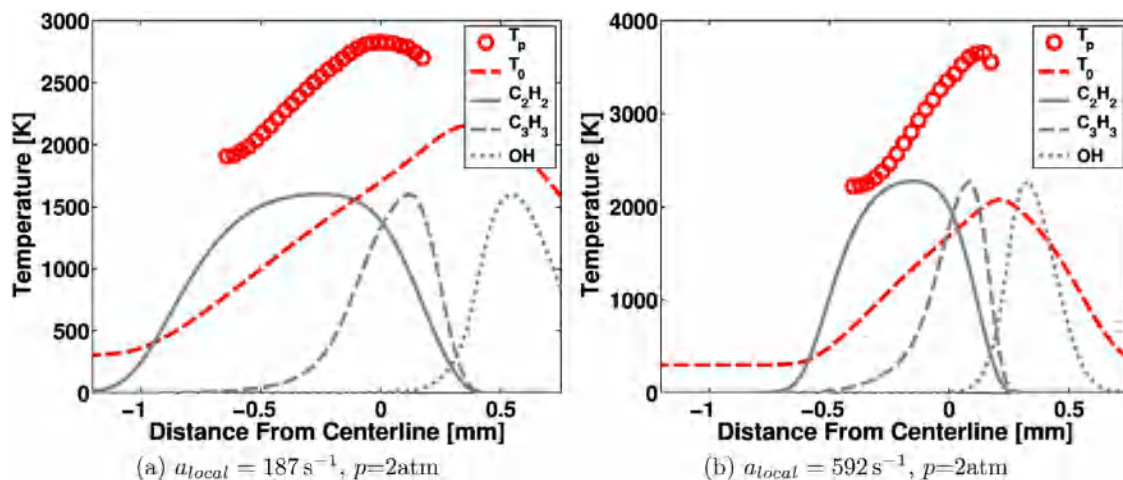 3000
2500
2000
1500
1000
500
0
Temperature [K]
−1
−0.5
0
0.5
Distance From Centerline [mm]
T_p
T_0
C_2H_2
C_3H_3
OH
(a) a_local = 187 s^−1, p=2atm
4000
3000
2000
1000
0
Temperature [K]
−1
−0.5
0
0.5
Distance From Centerline [mm]
T_p
T_0
C_2H_2
C_3H_3
OH
(b) a_local = 592 s^−1, p=2atm